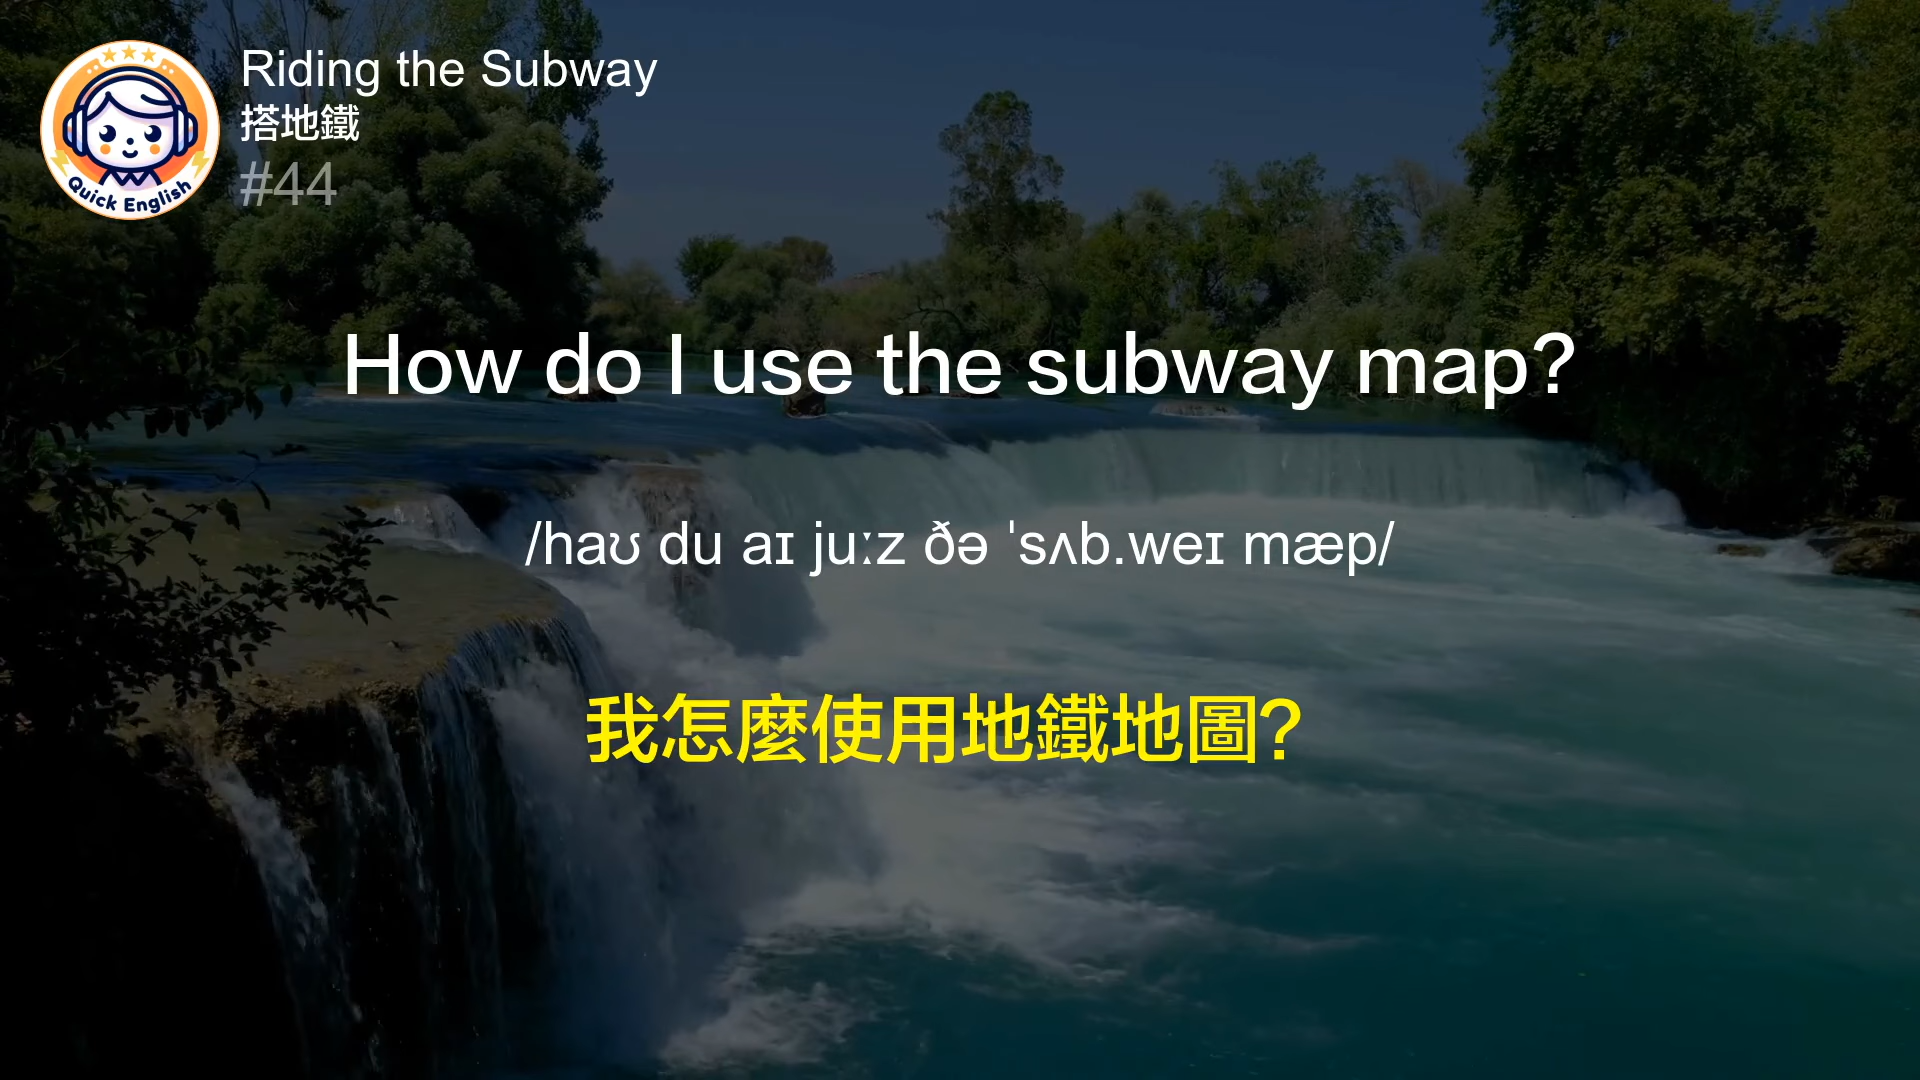 Riding the Subway
搭地鐵
#44
Quick English
How do I use the subway map?
/haʊ du aɪ juːz ðə ˈsʌb.weɪ mæp/
我怎麼使用地鐵地圖?